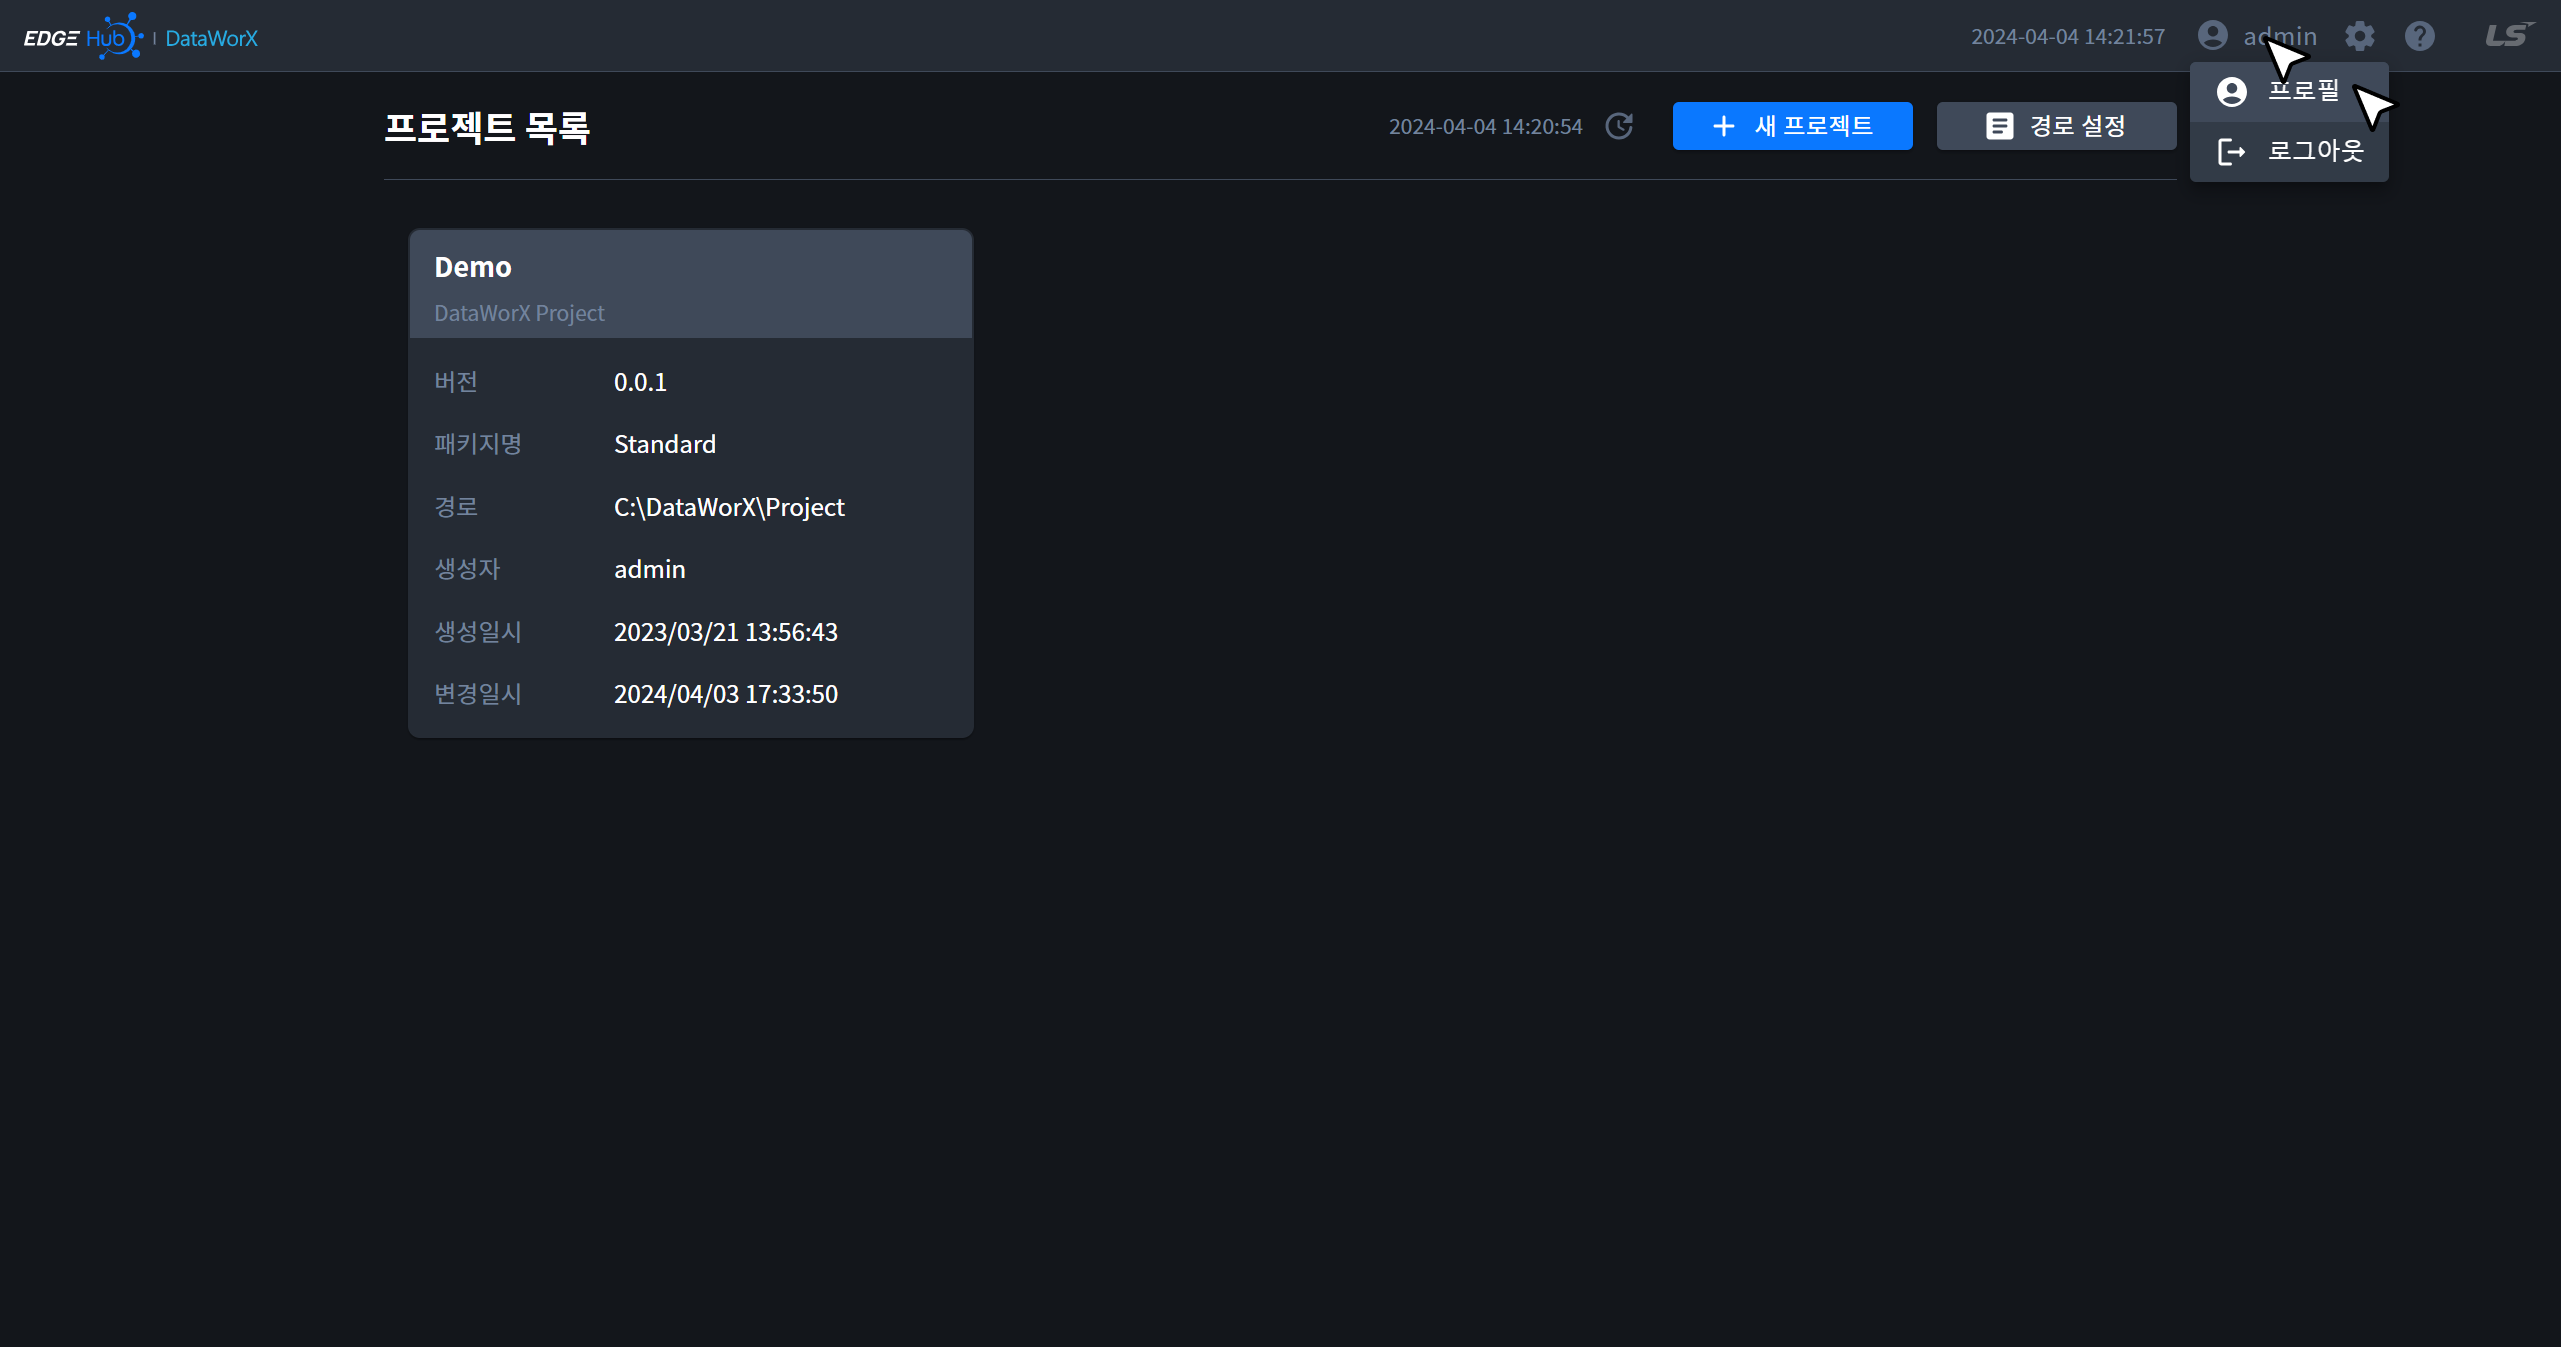 EDGE Hub | DataWorX
2024-04-04 14:21:57 admin LS
프로필
로그아웃
프로젝트 목록
2024-04-04 14:20:54 새 프로젝트 경로 설정
Demo
DataWorX Project
버전 0.0.1
패키지명 Standard
경로 C:\DataWorX\Project
생성자 admin
생성일시 2023/03/21 13:56:43
변경일시 2024/04/03 17:33:50